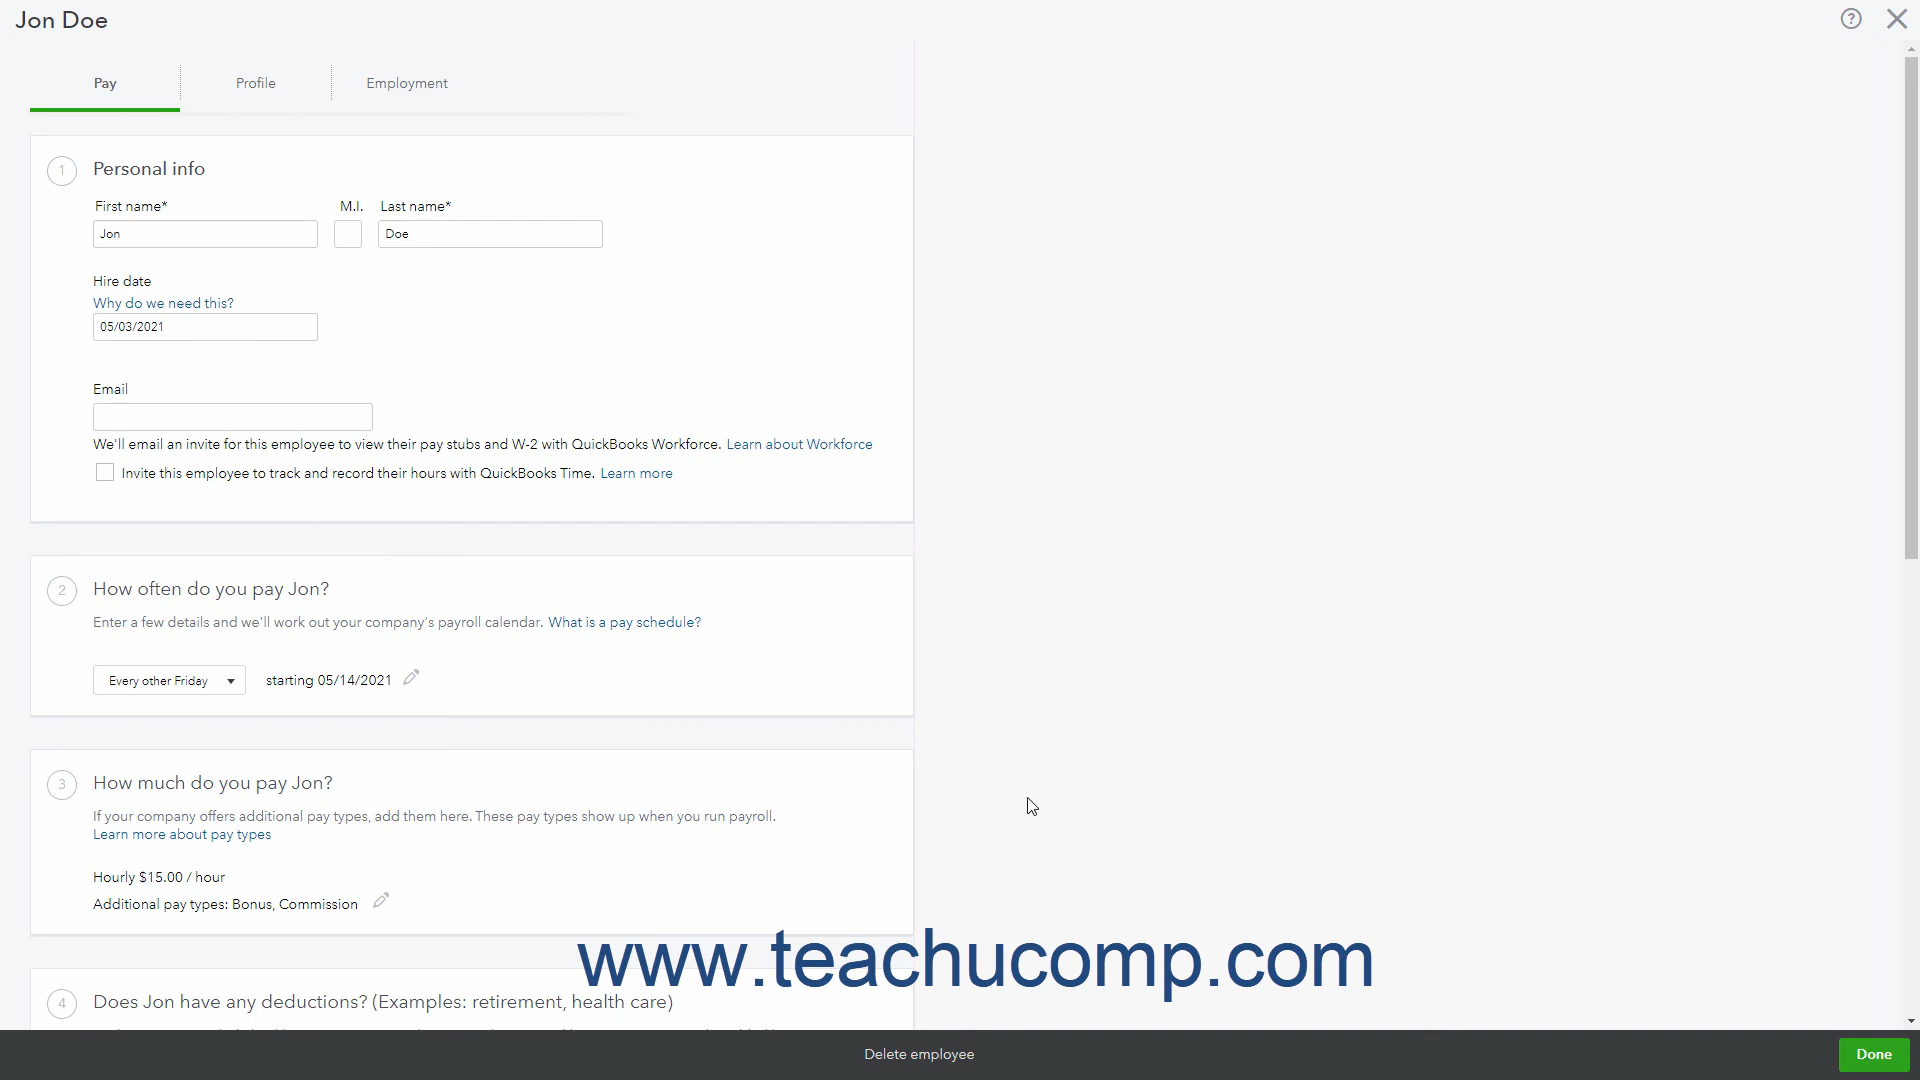 Jon Doe
Pay
Profile
Employment
1
Personal info
First name*
M.I.
Last name*
Jon
Doe
Hire date
Why do we need this?
05/03/2021
Email
We'll email an invite for this employee to view their pay stubs and W-2 with QuickBooks Workforce. Learn about Workforce
Invite this employee to track and record their hours with QuickBooks Time. Learn more
2
How often do you pay Jon?
Enter a few details and we'll work out your company's payroll calendar. What is a pay schedule?
Every other Friday
starting 05/14/2021
3
How much do you pay Jon?
If your company offers additional pay types, add them here. These pay types show up when you run payroll.
Learn more about pay types
Hourly $15.00 / hour
Additional pay types: Bonus, Commission
www.teachucomp.com
4
Does Jon have any deductions? (Examples: retirement, health care)
Delete employee
Done